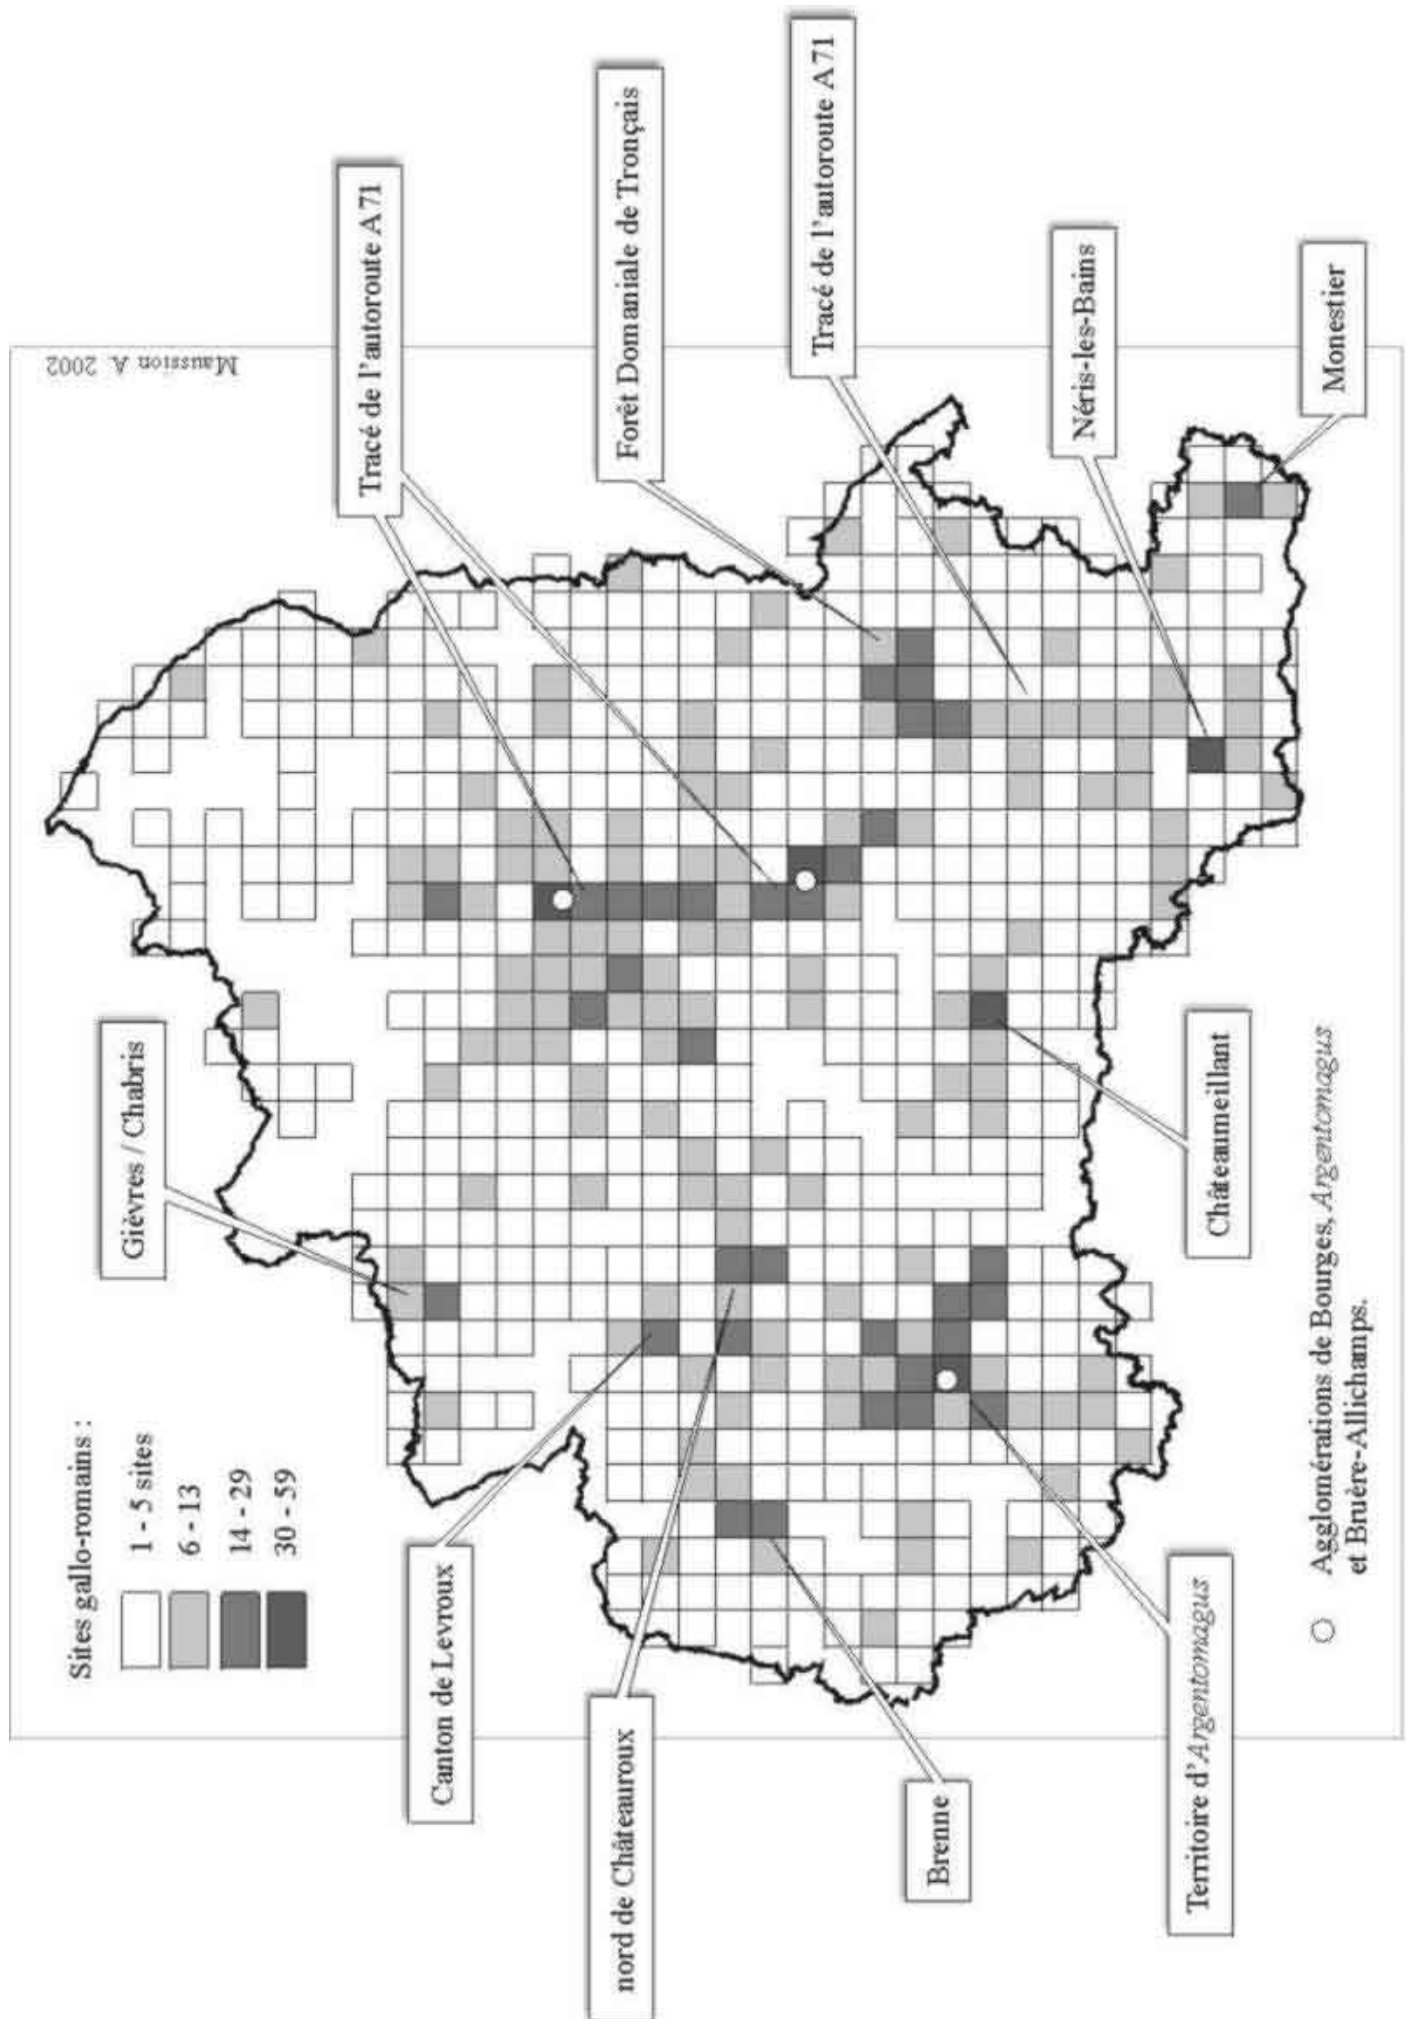 Sites gallo-romains :
1 - 5 sites
6 - 13
14 - 29
30 - 59
Gièvres / Chabris
Tracé de l'autoroute A71
Forêt Domaniale de Tronçais
Tracé de l'autoroute A71
Néris-les-Bains
Monestier
Canton de Levroux
nord de Châteauroux
Brenne
Territoire d'Argentomagus
Châteaumeillant
Agglomérations de Bourges, Argentomagus
et Bruère-Allichamps.
Maussion A. 2002